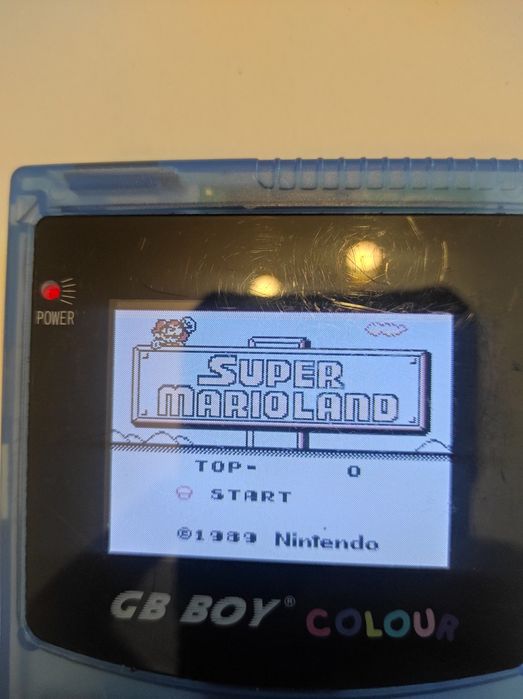 POWER
SUPER
MARIOLAND
TOP- 0
START
©1989 Nintendo
GB BOY® COLOUR